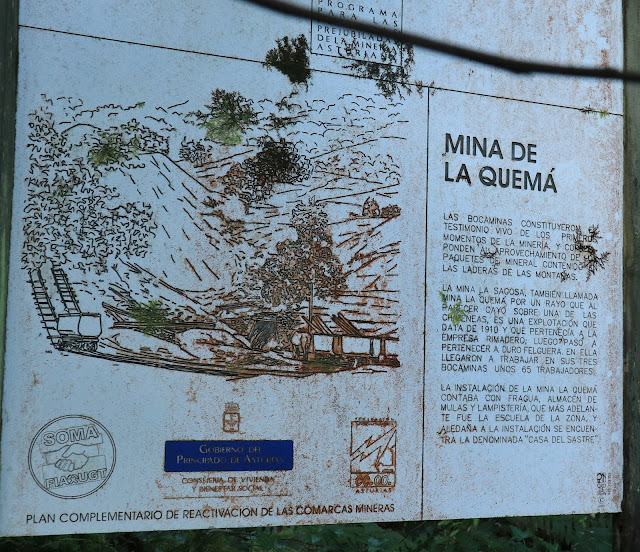 PROGRAMA
PARA LAS
PREJUBILADAS
DE LA MINERÍA
ASTURIANA
MINA DE
LA QUEMÁ
LAS BOCAMINAS CONSTITUYERON
TESTIMONIO VIVO DE LOS PRIMEROS
MOMENTOS DE LA MINERÍA, Y
PONDEN AL APROVECHAMIENTO DE
PAQUETES DE MINERAL CONTENIDO
LAS LADERAS DE LAS MONTAÑAS.
LA MINA LA SAGOSA, TAMBIÉN LLAMADA
MINA LA QUEMÁ, POR UN RAYO QUE AL
PARECER CAYÓ SOBRE UNA DE LAS
CHIMENEAS, ES UNA EXPLOTACIÓN QUE
DATA DE 1910 Y QUE PERTENECÍA A LA
EMPRESA RIMADERO; LUEGO PASÓ A
PERTENECER A DURO FELGUERA. EN ELLA
LLEGARON A TRABAJAR, EN SUS TRES
BOCAMINAS UNOS 65 TRABAJADORES.
LA INSTALACIÓN DE LA MINA LA QUEMÁ
CONTABA CON FRAGUA, ALMACÉN DE
MULAS Y LAMPISTERÍA, QUE MÁS ADELAN-
TE FUE LA ESCUELA DE LA ZONA, Y
ALEDAÑA A LA INSTALACIÓN SE ENCUEN-
TRA LA DENOMINADA "CASA DEL SASTRE"
SOMA
FIA UGT
GOBIERNO DEL
PRINCIPADO DE ASTURIAS
CONSEJERÍA DE VIVIENDA
Y BIENESTAR SOCIAL
ASTURIAS
PLAN COMPLEMENTARIO DE REACTIVACIÓN DE LAS COMARCAS MINERAS